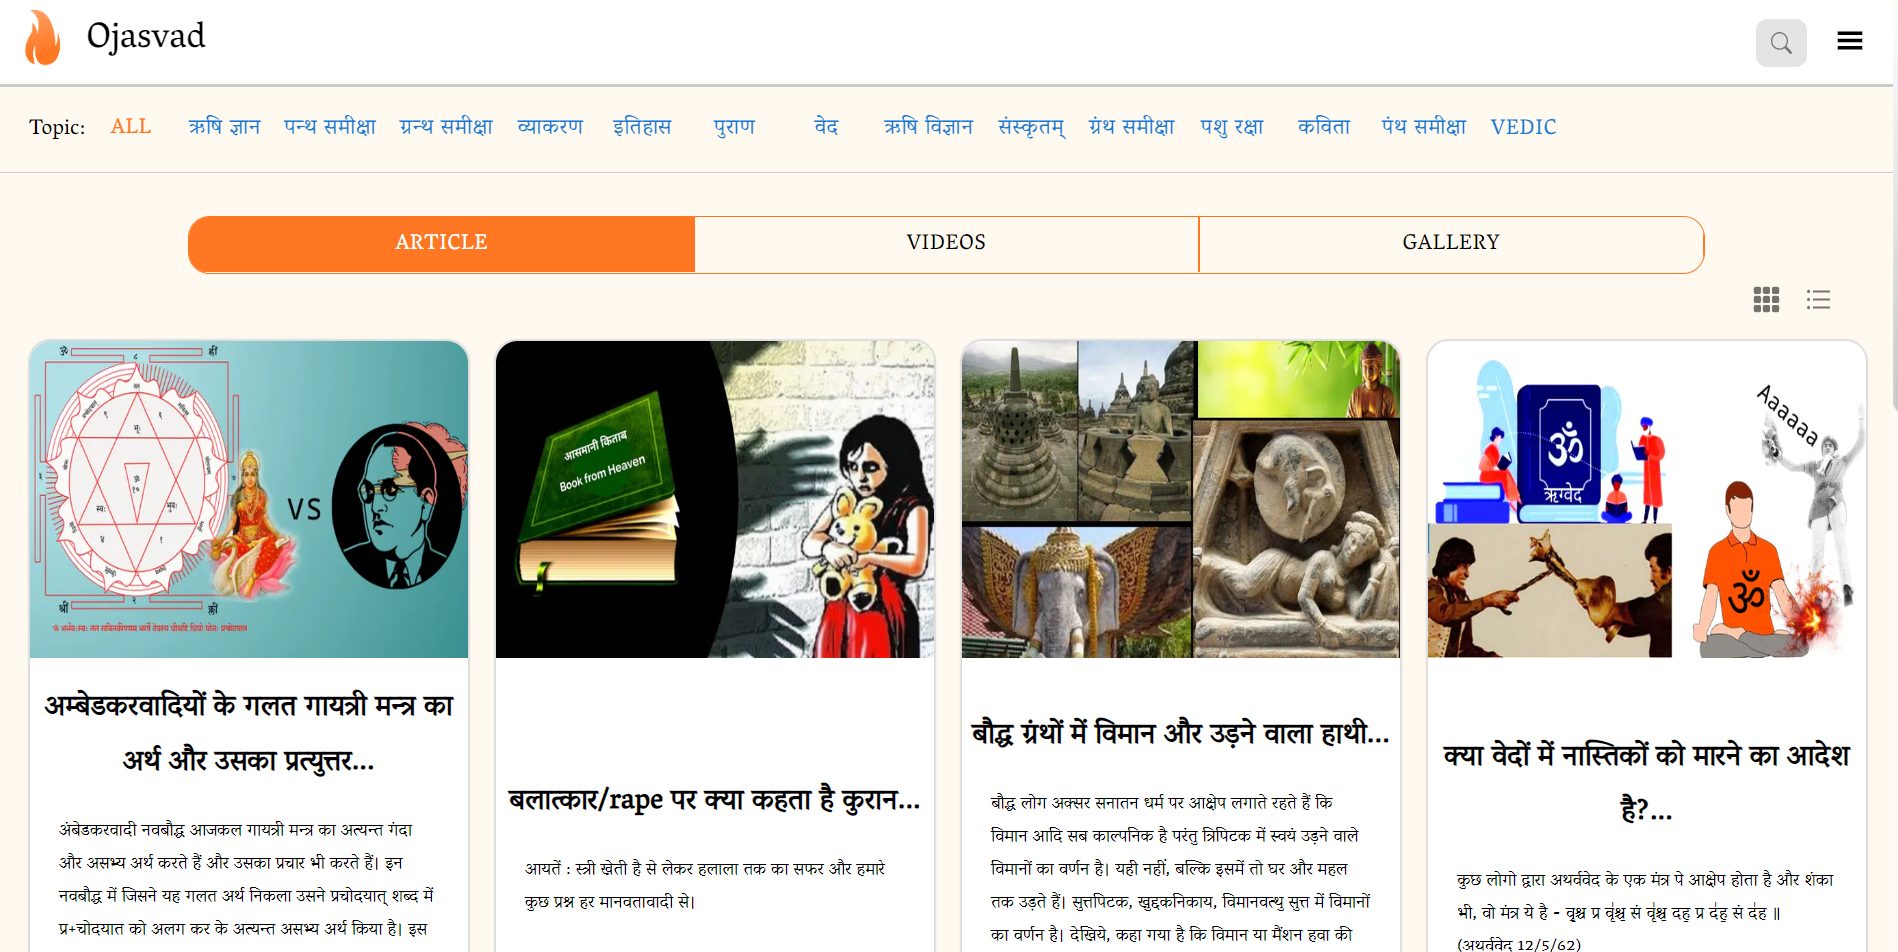 Ojasvad
Topic: ALL ऋषि ज्ञान पन्थ समीक्षा ग्रन्थ समीक्षा व्याकरण इतिहास पुराण वेद ऋषि विज्ञान संस्कृतम् ग्रंथ समीक्षा पशु रक्षा कविता पंथ समीक्षा VEDIC
ARTICLE VIDEOS GALLERY
VS
अम्बेडकरवादियों के गलत गायत्री मन्त्र का
अर्थ और उसका प्रत्युत्तर...
अंबेडकरवादी नवबौद्ध आजकल गायत्री मन्त्र का अत्यन्त गंदा
और असभ्य अर्थ करते हैं और उसका प्रचार भी करते हैं। इन
नवबौद्ध में जिसने यह गलत अर्थ निकला उसने प्रचोदयात् शब्द में
प्र+चोदयात को अलग कर के अत्यन्त असभ्य अर्थ किया है। इस
आसमानी किताब
Book from Heaven
बलात्कार/rape पर क्या कहता है कुरान...
आयतें : स्त्री खेती है से लेकर हलाला तक का सफर और हमारे
कुछ प्रश्न हर मानवतावादी से।
बौद्ध ग्रंथों में विमान और उड़ने वाला हाथी...
बौद्ध लोग अक्सर सनातन धर्म पर आक्षेप लगाते रहते हैं कि
विमान आदि सब काल्पनिक है परंतु त्रिपिटक में स्वयं उड़ने वाले
विमानों का वर्णन है। यही नहीं, बल्कि इसमें तो घर और महल
तक उड़ते हैं। सुत्तपिटक, खुद्दकनिकाय, विमानवत्थु सुत्त में विमानों
का वर्णन है। देखिये, कहा गया है कि विमान या मैंशन हवा की
ॐ
ऋग्वेद
Aaaaaa
ॐ
क्या वेदों में नास्तिकों को मारने का आदेश
है?...
कुछ लोगो द्वारा अथर्ववेद के एक मंत्र पे आक्षेप होता है और शंका
भी, वो मंत्र ये है - वृ॒श्च प्र वृ॑श्च॒ सं वृ॑श्च॒ दह॒ प्र द॑ह॒ सं द॑ह ॥
(अथर्ववेद 12/5/62)